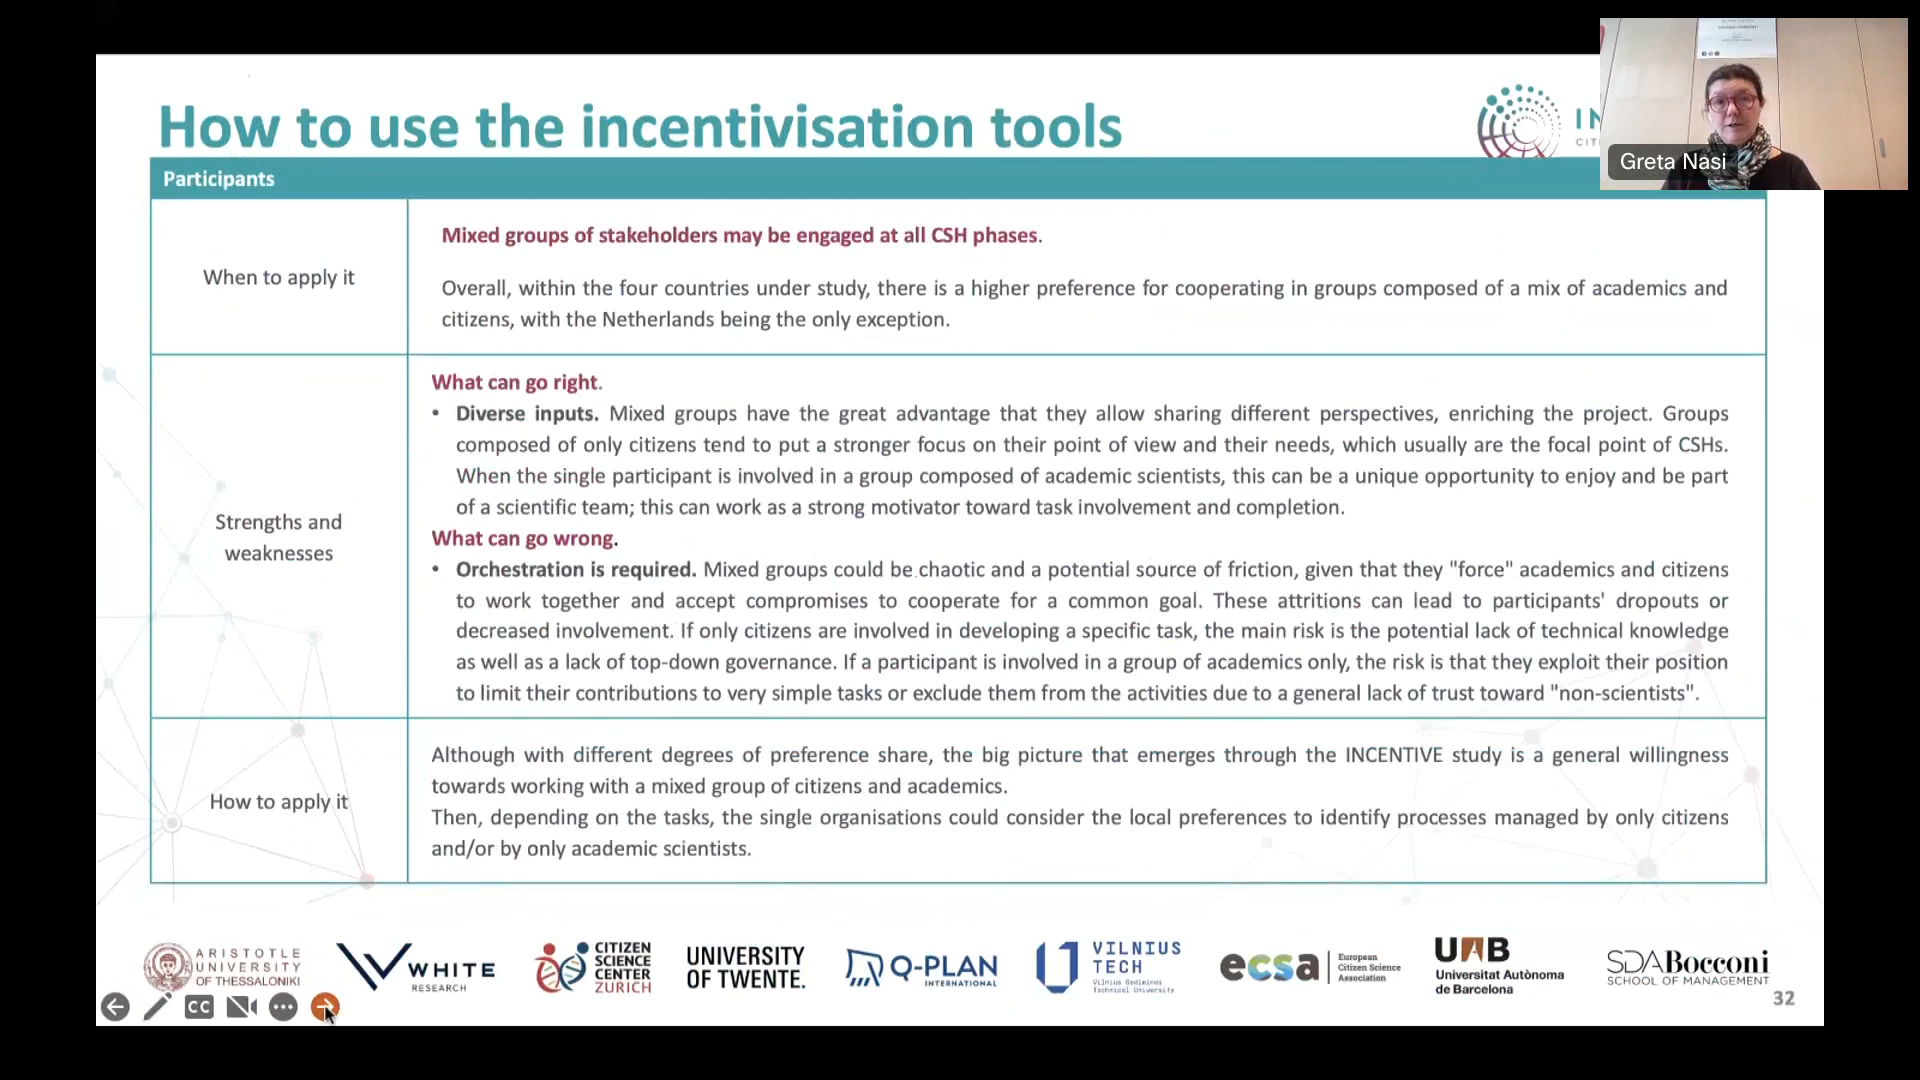 How to use the incentivisation tools
IN
CIT
Greta Nasi
Participants
When to apply it
Mixed groups of stakeholders may be engaged at all CSH phases.
Overall, within the four countries under study, there is a higher preference for cooperating in groups composed of a mix of academics and
citizens, with the Netherlands being the only exception.
Strengths and
weaknesses
What can go right.
• Diverse inputs. Mixed groups have the great advantage that they allow sharing different perspectives, enriching the project. Groups
composed of only citizens tend to put a stronger focus on their point of view and their needs, which usually are the focal point of CSHs.
When the single participant is involved in a group composed of academic scientists, this can be a unique opportunity to enjoy and be part
of a scientific team; this can work as a strong motivator toward task involvement and completion.
What can go wrong.
• Orchestration is required. Mixed groups could be chaotic and a potential source of friction, given that they "force" academics and citizens
to work together and accept compromises to cooperate for a common goal. These attritions can lead to participants' dropouts or
decreased involvement. If only citizens are involved in developing a specific task, the main risk is the potential lack of technical knowledge
as well as a lack of top-down governance. If a participant is involved in a group of academics only, the risk is that they exploit their position
to limit their contributions to very simple tasks or exclude them from the activities due to a general lack of trust toward "non-scientists".
How to apply it
Although with different degrees of preference share, the big picture that emerges through the INCENTIVE study is a general willingness
towards working with a mixed group of citizens and academics.
Then, depending on the tasks, the single organisations could consider the local preferences to identify processes managed by only citizens
and/or by only academic scientists.
ARISTOTLE
UNIVERSITY
OF THESSALONIKI
WHITE
RESEARCH
CITIZEN
SCIENCE
CENTER
ZURICH
UNIVERSITY
OF TWENTE.
Q-PLAN
INTERNATIONAL
VILNIUS
TECH
Vilnius Gediminas
Technical University
ecsa
European
Citizen Science
Association
UAB
Universitat Autònoma
de Barcelona
SDA Bocconi
SCHOOL OF MANAGEMENT
32
CC